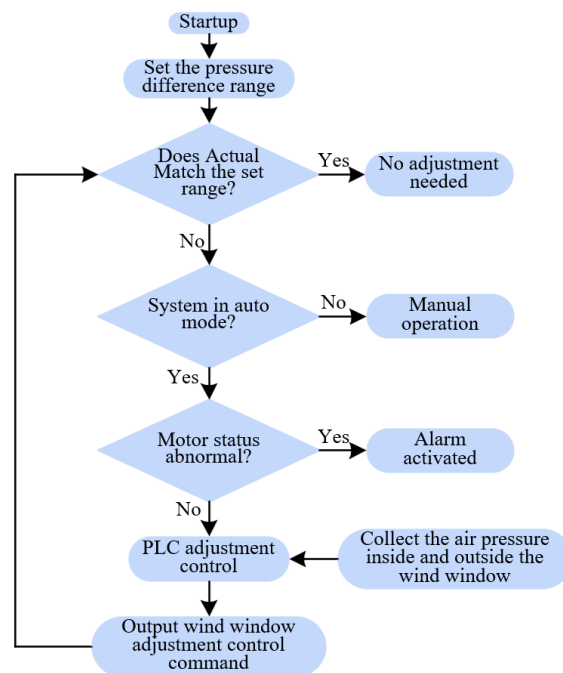 Startup
Set the pressure
difference range
Does Actual
Match the set
range?
Yes
No adjustment
needed
No
System in auto
mode?
No
Manual
operation
Yes
Motor status
abnormal?
Yes
Alarm
activated
No
PLC adjustment
control
Collect the air pressure
inside and outside the
wind window
Output wind window
adjustment control
command